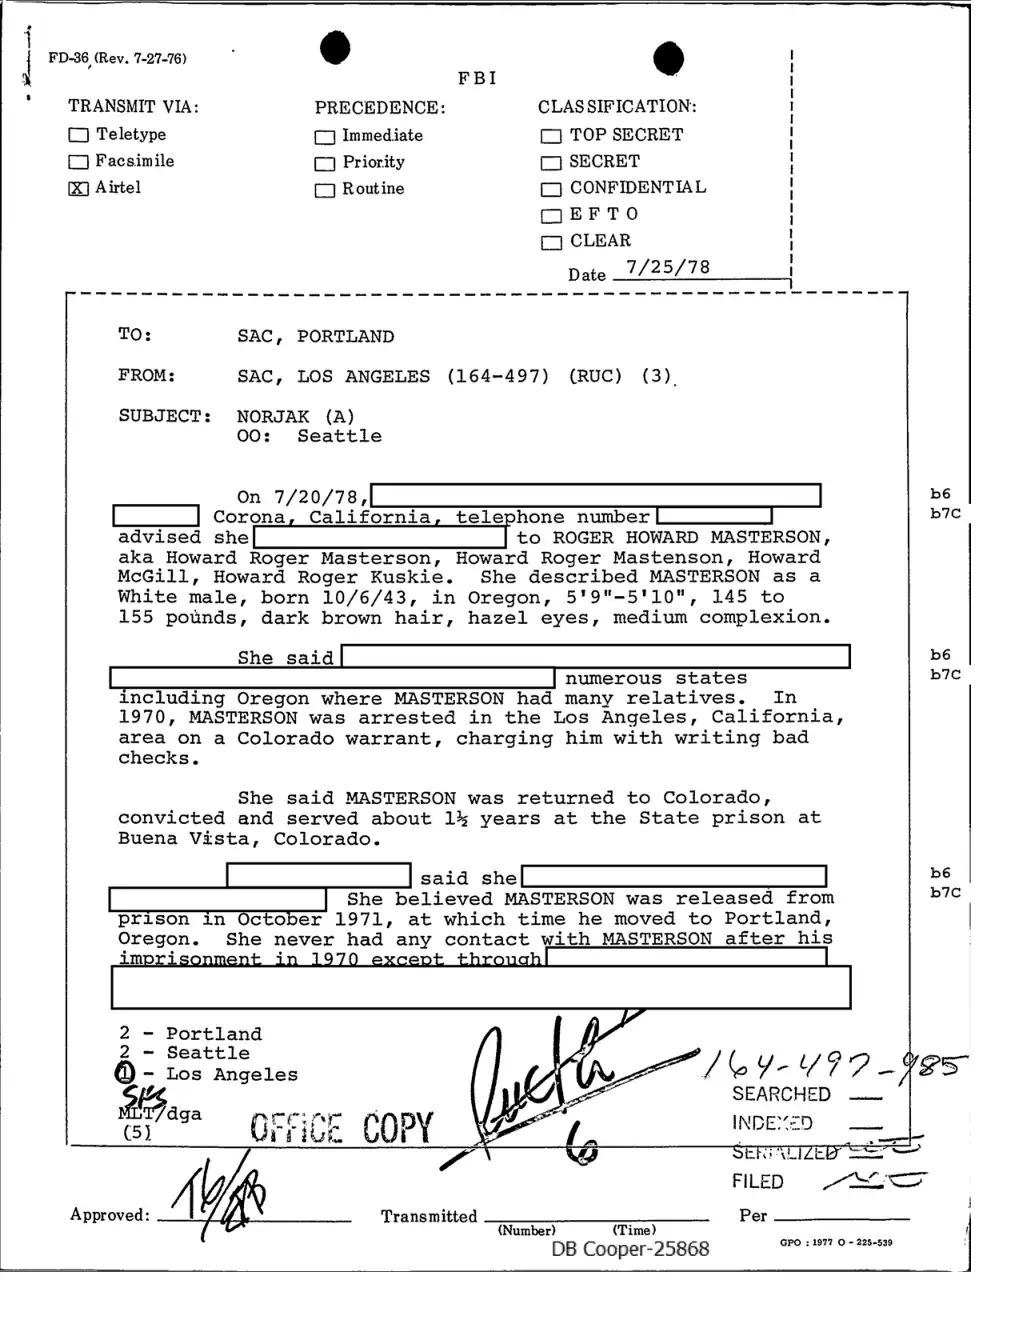 FD-36 (Rev. 7-27-76)
FBI
TRANSMIT VIA: PRECEDENCE: CLASSIFICATION:
☐ Teletype ☐ Immediate ☐ TOP SECRET
☐ Facsimile ☐ Priority ☐ SECRET
☒ Airtel ☐ Routine ☐ CONFIDENTIAL
☐ E F T O
☐ CLEAR
Date 7/25/78
TO: SAC, PORTLAND
FROM: SAC, LOS ANGELES (164-497) (RUC) (3)
SUBJECT: NORJAK (A)
OO: Seattle
On 7/20/78, b6
Corona, California, telephone number b7C
advised she to ROGER HOWARD MASTERSON,
aka Howard Roger Masterson, Howard Roger Mastenson, Howard
McGill, Howard Roger Kuskie. She described MASTERSON as a
White male, born 10/6/43, in Oregon, 5'9"-5'10", 145 to
155 pounds, dark brown hair, hazel eyes, medium complexion.
She said b6
numerous states b7C
including Oregon where MASTERSON had many relatives. In
1970, MASTERSON was arrested in the Los Angeles, California,
area on a Colorado warrant, charging him with writing bad
checks.
She said MASTERSON was returned to Colorado,
convicted and served about 1½ years at the State prison at
Buena Vista, Colorado.
said she b6
She believed MASTERSON was released from b7C
prison in October 1971, at which time he moved to Portland,
Oregon. She never had any contact with MASTERSON after his
imprisonment in 1970 except through
2 - Portland
2 - Seattle
1 - Los Angeles
164-497-985
SEARCHED
MLT/dga
(5)
OFFICE COPY
INDEXED
6
SERIALIZED
FILED
Approved: Transmitted Per
(Number) (Time)
DB Cooper-25868
GPO : 1977 O - 225-539